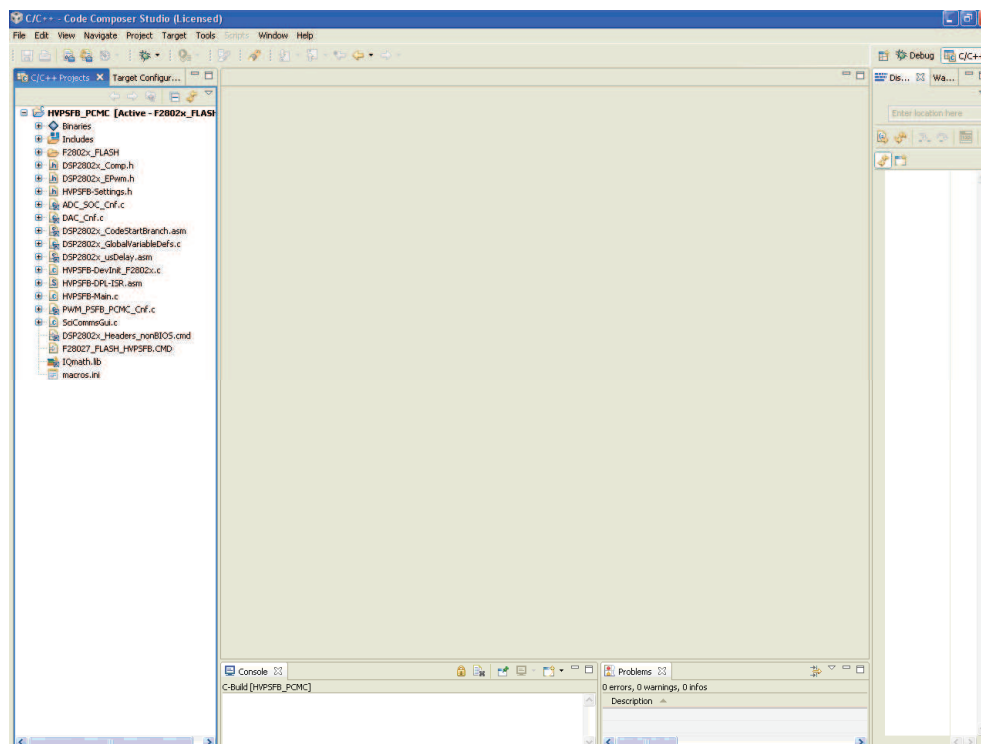 C/C++ - Code Composer Studio (Licensed)
File Edit View Navigate Project Target Tools Scripts Window Help
Debug C/C++
C/C++ Projects Target Configur...
Dis... Wa...
Enter location here
HVPSFB_PCMC [Active - F2802x_FLASH
Binaries
Includes
F2802x_FLASH
DSP2802x_Comp.h
DSP2802x_EPwm.h
HVPSFB-Settings.h
ADC_SOC_Cnf.c
DAC_Cnf.c
DSP2802x_CodeStartBranch.asm
DSP2802x_GlobalVariableDefs.c
DSP2802x_usDelay.asm
HVPSFB-DevInit_F2802x.c
HVPSFB-DPL-ISR.asm
HVPSFB-Main.c
PWM_PSFB_PCMC_Cnf.c
SciCommsGui.c
DSP2802x_Headers_nonBIOS.cmd
F28027_FLASH_HVPSFB.CMD
IQmath.lib
macros.ini
Console
C-Build [HVPSFB_PCMC]
Problems
0 errors, 0 warnings, 0 infos
Description